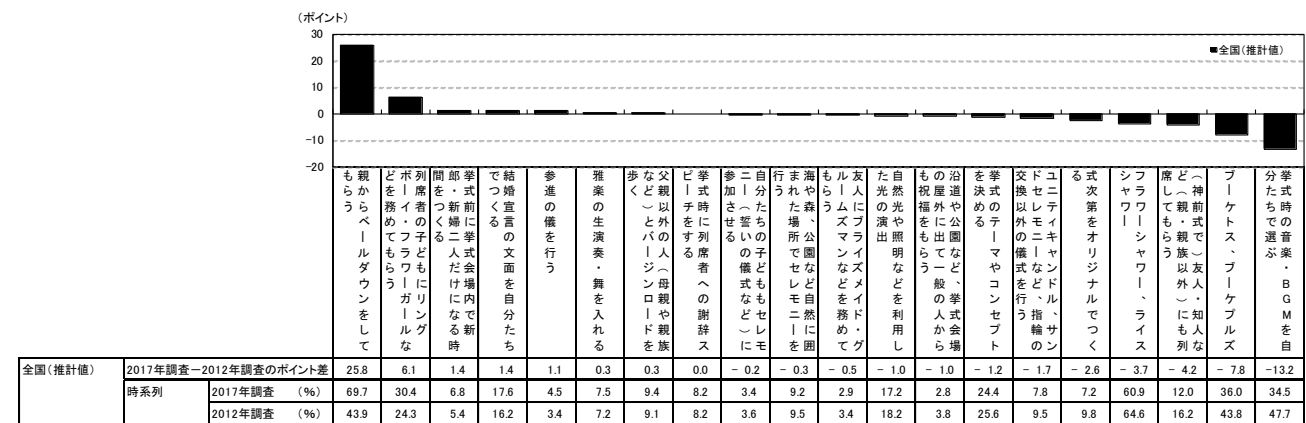 （ポイント）
30
20
10
0
−10
−20
■全国（推計値）
親からベールダウンをして
もらう
列席者の子どもにリング
ボーイ・フラワーガールな
どを務めてもらう
挙式前に挙式会場内で新
郎・新婦二人だけになる時
間をつくる
結婚宣言の文面を自分たち
でつくる
参進の儀を行う
雅楽の生演奏・舞を入れる
父親以外の人（母親や親族
など）とバージンロードを
歩く
挙式時に列席者への謝辞ス
ピーチをする
自分たちの子どももセレモ
ニー（誓いの儀式など）に
参加させる
海や森、公園など自然に囲
まれた場所でセレモニーを
行う
友人にブライズメイド・グ
ルームズマンなどを務めて
もらう
自然光や照明などを利用し
た光の演出
沿道や公園など、挙式会場
の屋外に出て一般の人から
も祝福をもらう
挙式のテーマやコンセプト
を決める
ユニティキャンドル、サン
ドセレモニーなど、指輪の
交換以外の儀式を行う
式次第をオリジナルでつく
る
フラワーシャワー、ライス
シャワー
（神前式で）友人・知人な
ど（親・親族以外）にも列
席してもらう
ブーケトス、ブーケプルズ
挙式時の音楽・ＢＧＭを自
分たちで選ぶ
全国（推計値） 2017年調査－2012年調査のポイント差 25.8 6.1 1.4 1.4 1.1 0.3 0.3 0.0 − 0.2 − 0.3 − 0.5 − 1.0 − 1.0 − 1.2 − 1.7 − 2.6 − 3.7 − 4.2 − 7.8 −13.2
時系列 2017年調査 （%） 69.7 30.4 6.8 17.6 4.5 7.5 9.4 8.2 3.4 9.2 2.9 17.2 2.8 24.4 7.8 7.2 60.9 12.0 36.0 34.5
2012年調査 （%） 43.9 24.3 5.4 16.2 3.4 7.2 9.1 8.2 3.6 9.5 3.4 18.2 3.8 25.6 9.5 9.8 64.6 16.2 43.8 47.7